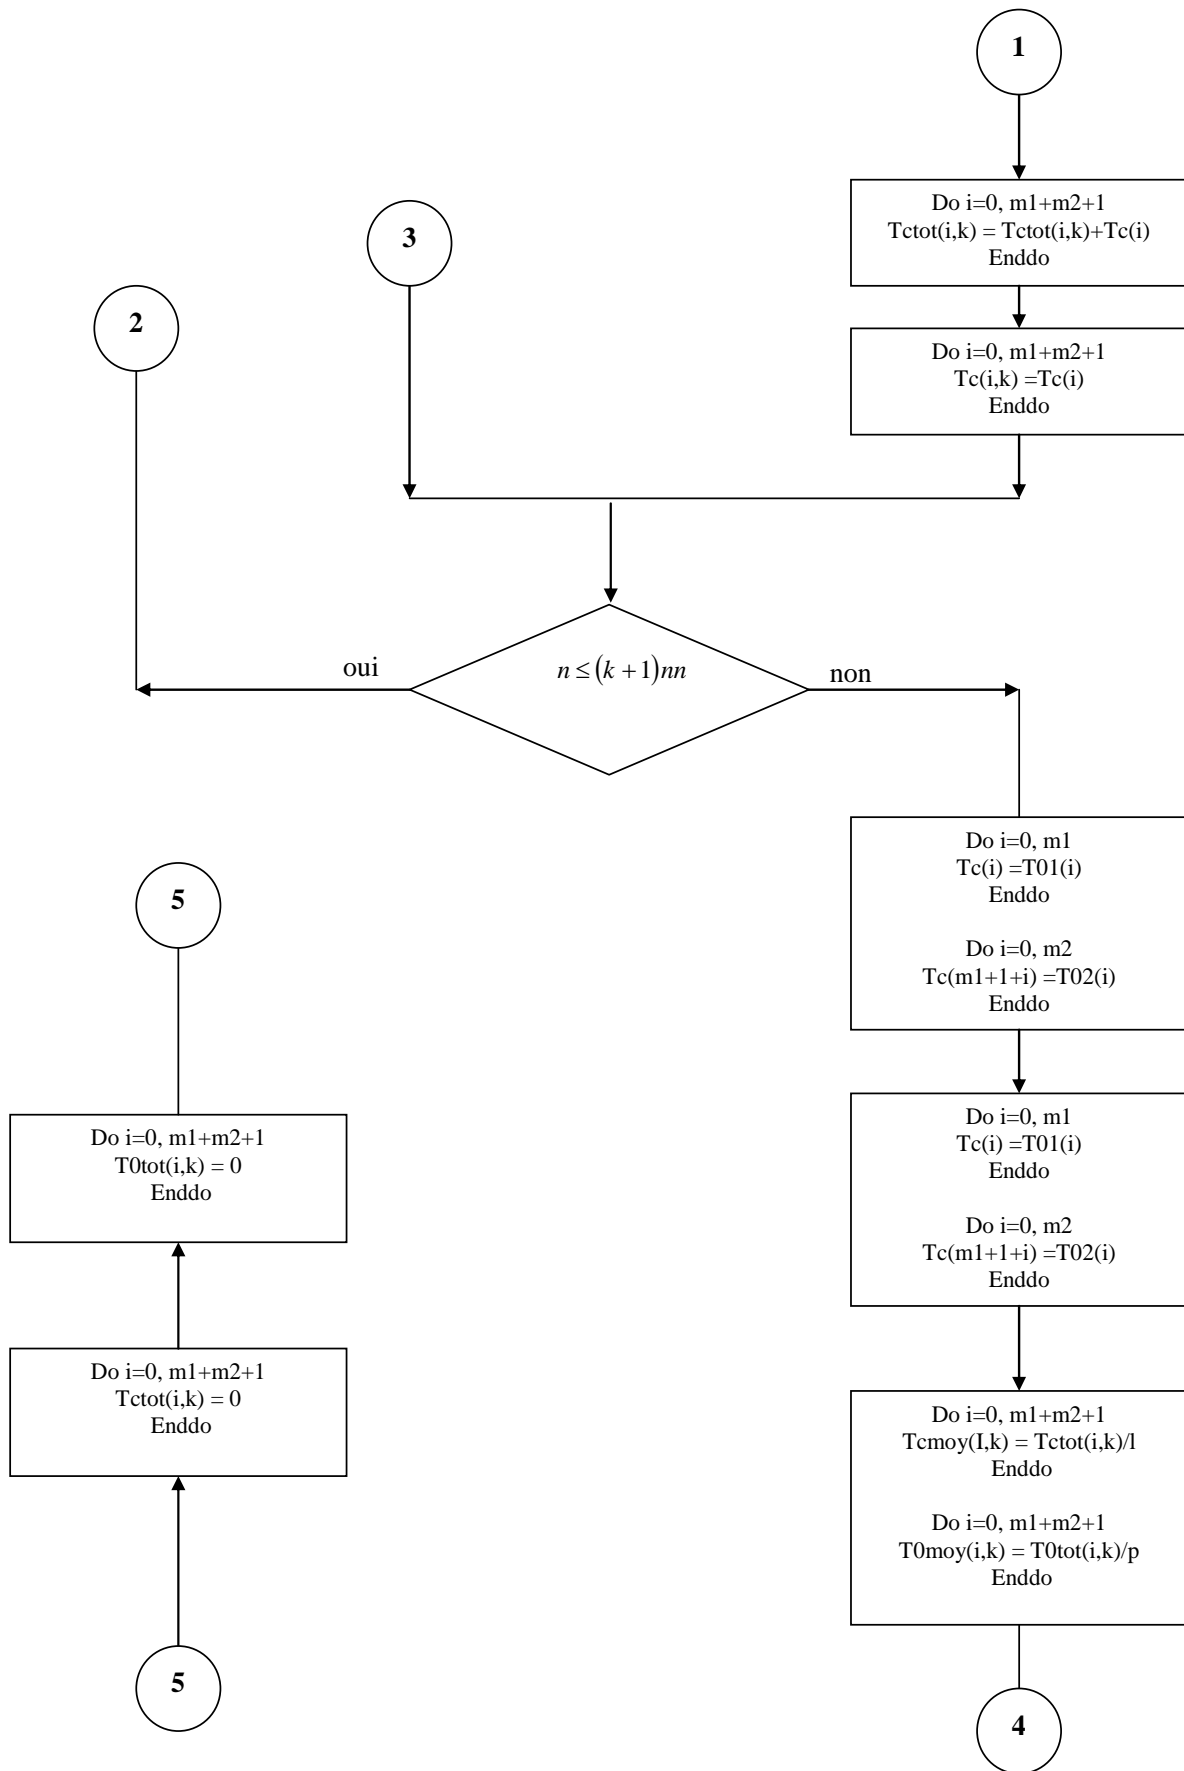 1
Do i=0, m1+m2+1
Tctot(i,k) = Tctot(i,k)+Tc(i)
Enddo
3
2
Do i=0, m1+m2+1
Tc(i,k) =Tc(i)
Enddo
oui
n ≤ (k + 1)nn
non
Do i=0, m1
Tc(i) =T01(i)
Enddo
Do i=0, m2
Tc(m1+1+i) =T02(i)
Enddo
5
Do i=0, m1+m2+1
T0tot(i,k) = 0
Enddo
Do i=0, m1
Tc(i) =T01(i)
Enddo
Do i=0, m2
Tc(m1+1+i) =T02(i)
Enddo
Do i=0, m1+m2+1
Tctot(i,k) = 0
Enddo
Do i=0, m1+m2+1
Tcmoy(I,k) = Tctot(i,k)/l
Enddo
Do i=0, m1+m2+1
T0moy(i,k) = T0tot(i,k)/p
Enddo
5
4